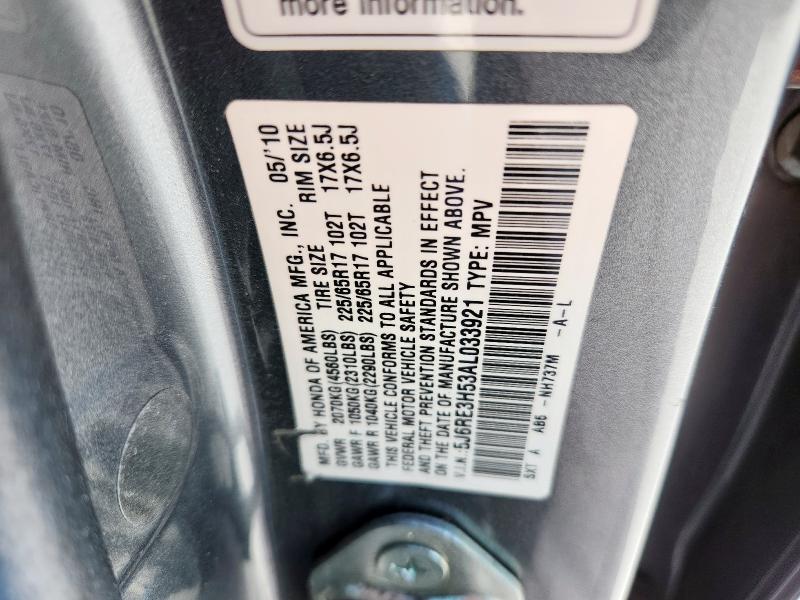 more information.
MFD. BY HONDA OF AMERICA MFG., INC. 05/'10
TIRE SIZE RIM SIZE
GVWR 2070KG(4560LBS) 225/65R17 102T 17X6.5J
GAWR F 1050KG(2310LBS) 225/65R17 102T 17X6.5J
GAWR R 1040KG(2290LBS)
THIS VEHICLE CONFORMS TO ALL APPLICABLE
FEDERAL MOTOR VEHICLE SAFETY
AND THEFT PREVENTION STANDARDS IN EFFECT
ON THE DATE OF MANUFACTURE SHOWN ABOVE.
V.I.N.:5J6RE3H53AL033921 TYPE: MPV
SXT A AB6 -NH737M -A-L